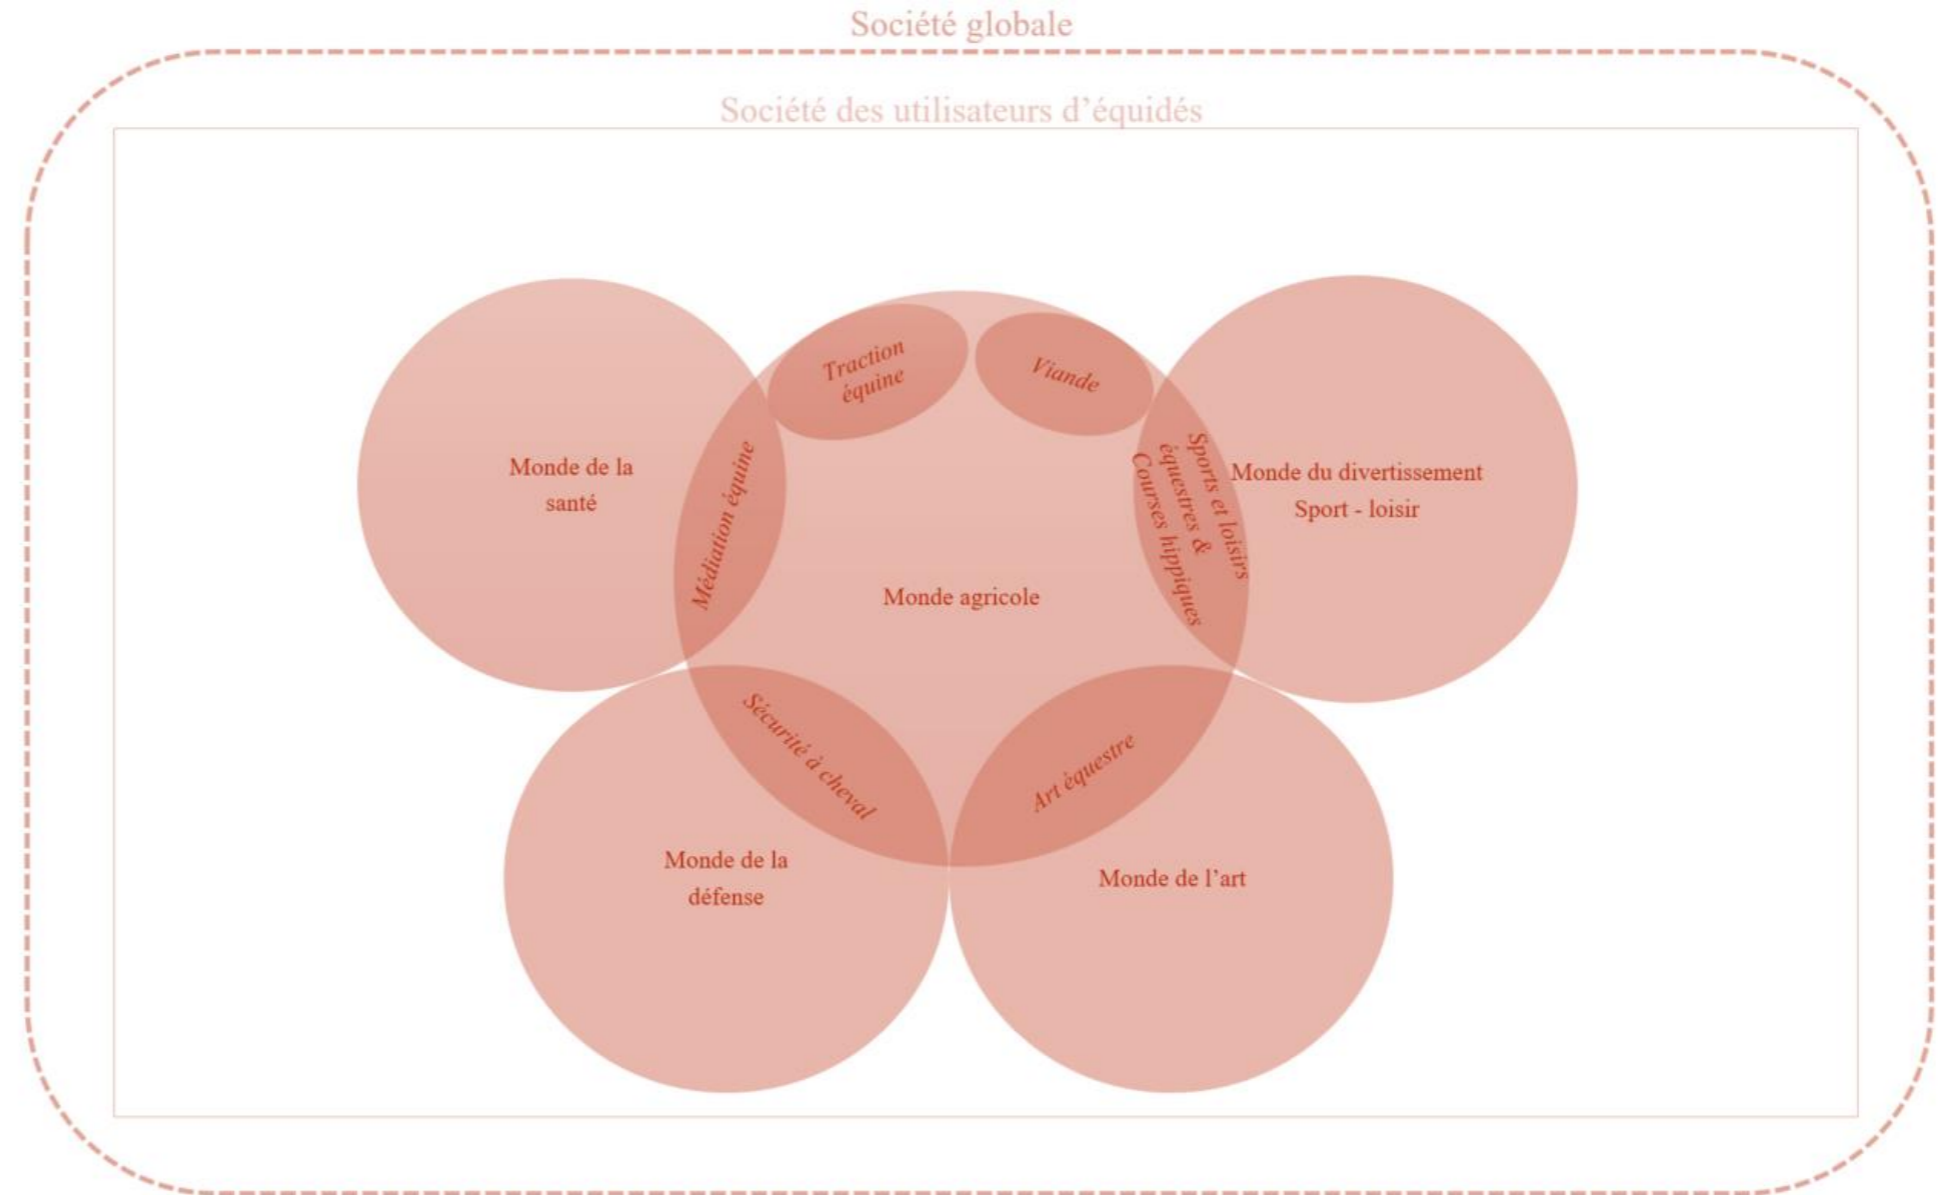 Société globale
Société des utilisateurs d’équidés
Traction
équine
Viande
Monde de la
santé
Médiation équine
Sports et loisirs
équestres &
Courses hippiques
Monde du divertissement
Sport - loisir
Monde agricole
Sécurité à cheval
Art équestre
Monde de la
défense
Monde de l’art